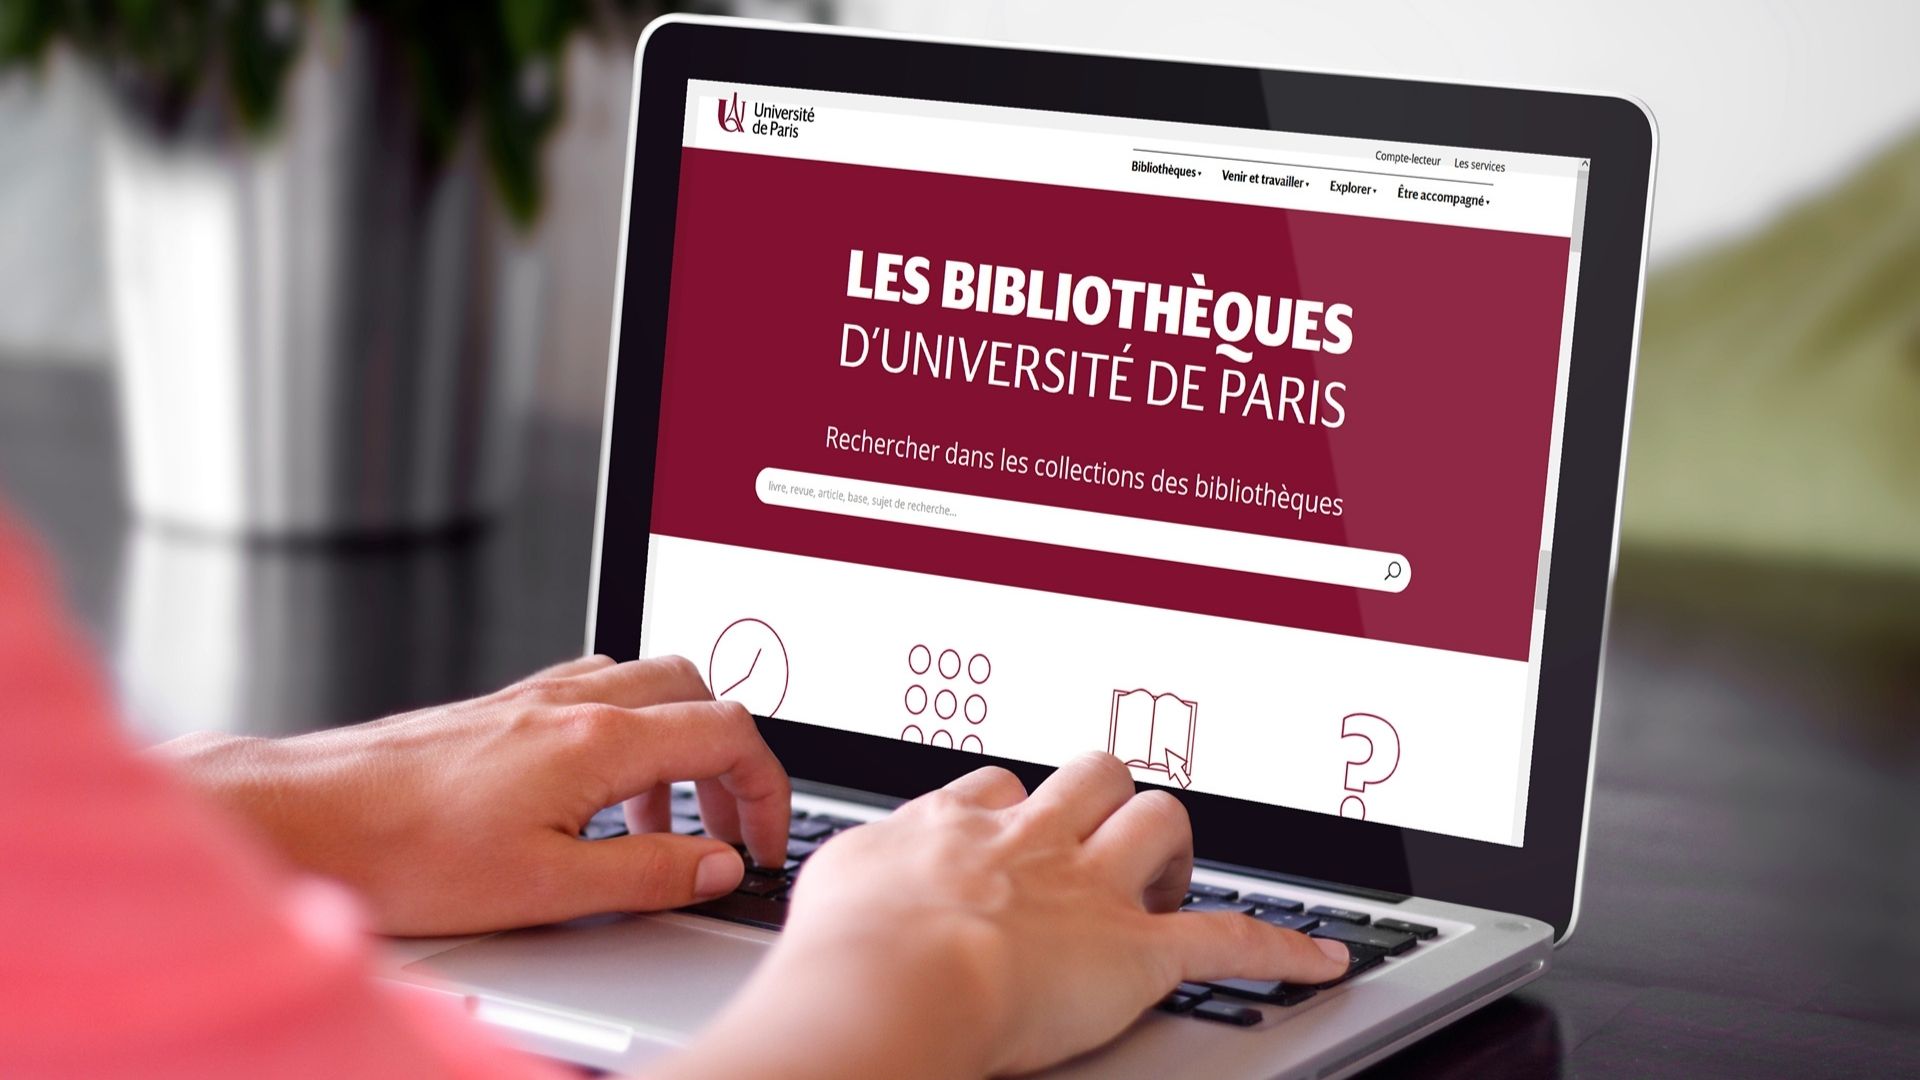 Université
de Paris
Compte-lecteur Les services
Bibliothèques Venir et travailler Explorer Être accompagné
LES BIBLIOTHÈQUES
D'UNIVERSITÉ DE PARIS
Rechercher dans les collections des bibliothèques
livre, revue, article, base, sujet de recherche...
?